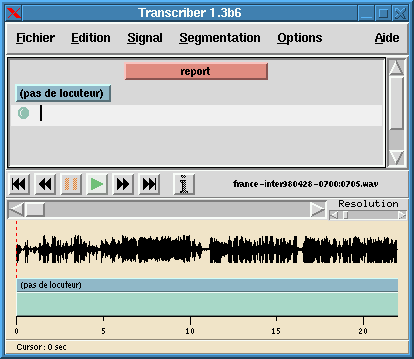 Transcriber 1.3b6
Fichier Edition Signal Segmentation Options Aide
report
(pas de locuteur)
france-inter980428-0700:0705.wav
Resolution
(pas de locuteur)
0 5 10 15 20
Cursor : 0 sec